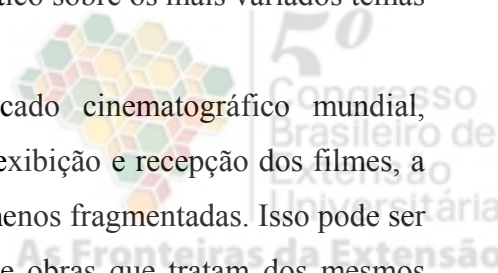 tico sobre os mais variados temas
5º
cado cinematográfico mundial,
Congresso
Brasileiro de
exibição e recepção dos filmes, a
Extensão
nenos fragmentadas. Isso pode ser
Universitária
As Fronteiras da Extensão
e obras que tratam dos mesmos